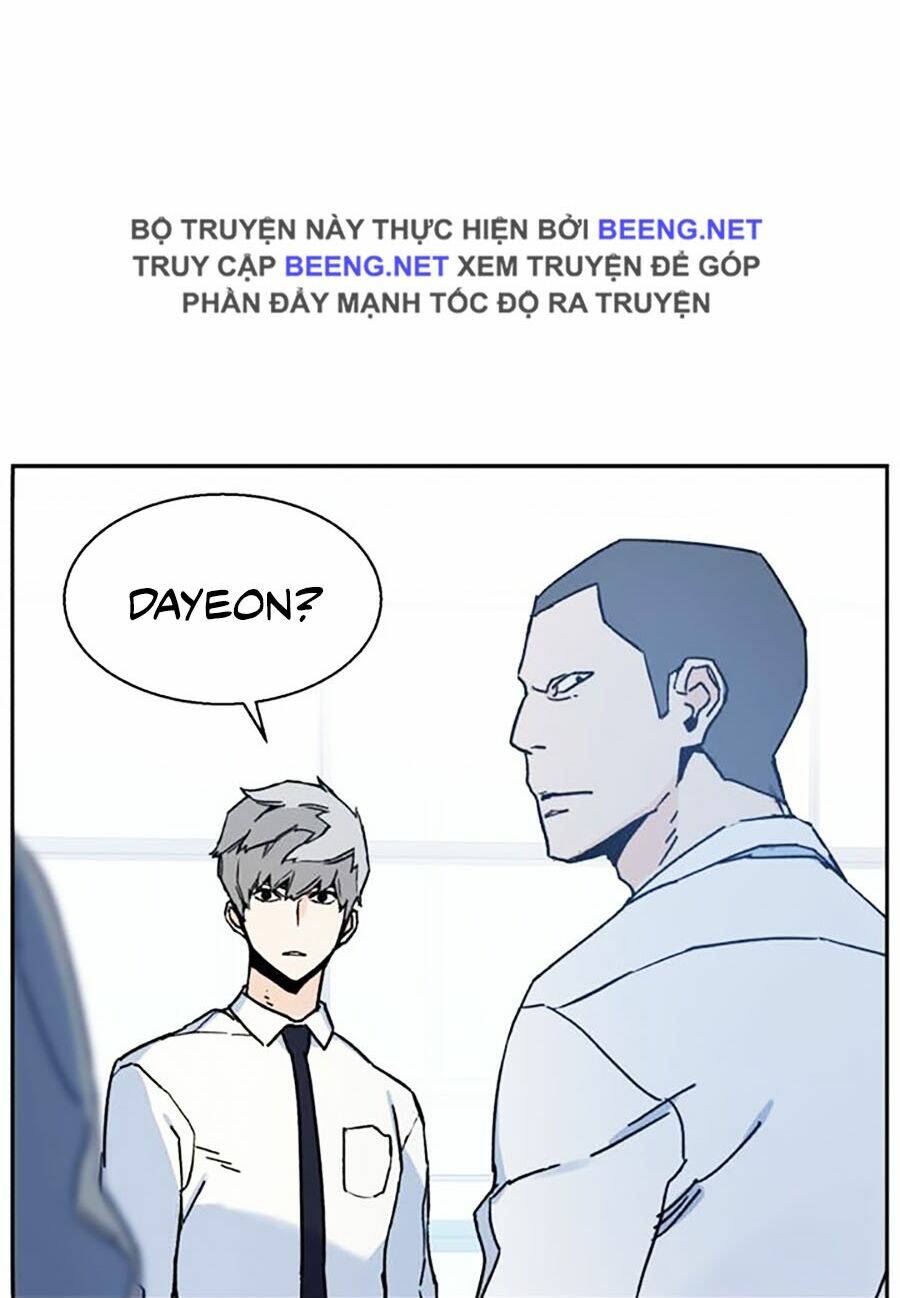 BỘ TRUYỆN NÀY THỰC HIỆN BỞI BEENG.NET
TRUY CẬP BEENG.NET XEM TRUYỆN ĐỂ GÓP
PHẦN ĐẨY MẠNH TỐC ĐỘ RA TRUYỆN
DAYEON?